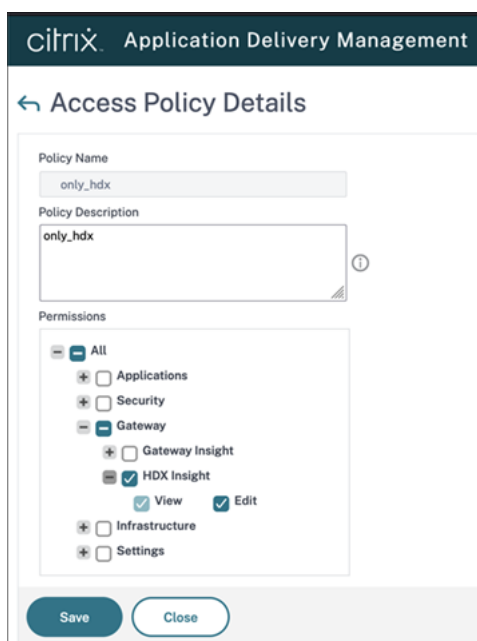 citrix Application Delivery Management
Access Policy Details
Policy Name
only_hdx
Policy Description
only_hdx
Permissions
All
Applications
Security
Gateway
Gateway Insight
HDX Insight
View Edit
Infrastructure
Settings
Save Close